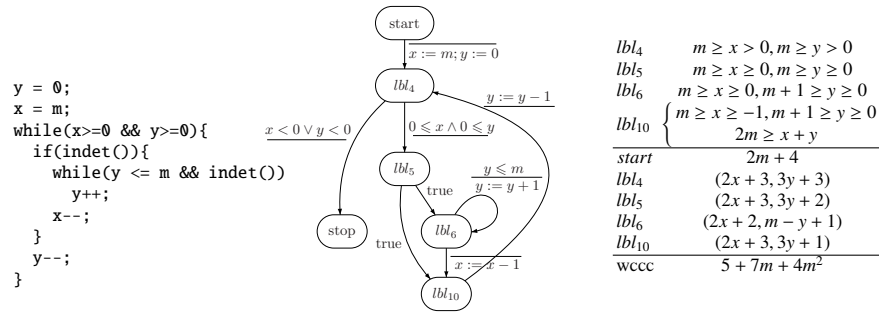 y = 0;
x = m;
while(x>=0 && y>=0){
if(indet()){
while(y <= m && indet())
y++;
x--;
}
y--;
}
start
x := m; y := 0
lbl4
y := y − 1
x < 0 ∨ y < 0
0 ⩽ x ∧ 0 ⩽ y
lbl5
y ⩽ m
y := y + 1
true
stop
true
lbl6
x := x − 1
lbl10
lbl4 m ≥ x > 0, m ≥ y > 0
lbl5 m ≥ x ≥ 0, m ≥ y ≥ 0
lbl6 m ≥ x ≥ 0, m + 1 ≥ y ≥ 0
lbl10 { m ≥ x ≥ −1, m + 1 ≥ y ≥ 0
2m ≥ x + y
start 2m + 4
lbl4 (2x + 3, 3y + 3)
lbl5 (2x + 3, 3y + 2)
lbl6 (2x + 2, m − y + 1)
lbl10 (2x + 3, 3y + 1)
wccc 5 + 7m + 4m²